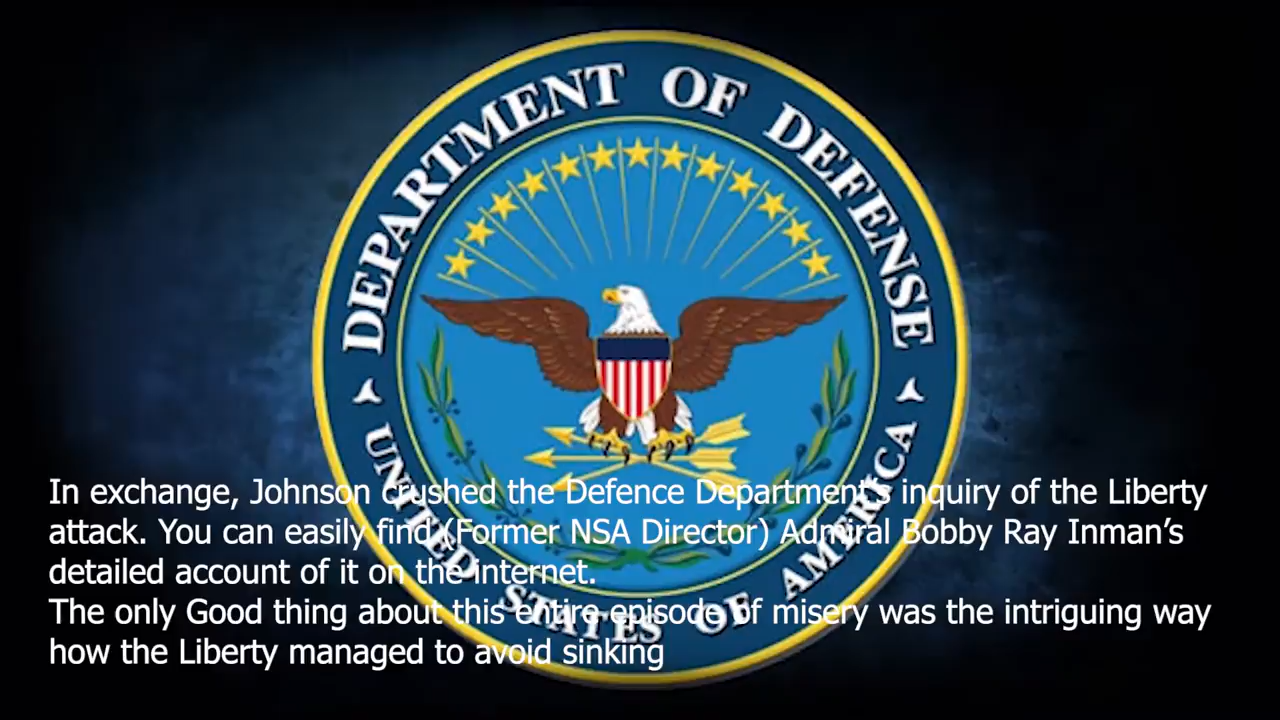 DEPARTMENT OF DEFENSE
UNITED STATES OF AMERICA
In exchange, Johnson crushed the Defence Department's inquiry of the Liberty
attack. You can easily find (Former NSA Director) Admiral Bobby Ray Inman’s
detailed account of it on the internet.
The only Good thing about this entire episode of misery was the intriguing way
how the Liberty managed to avoid sinking